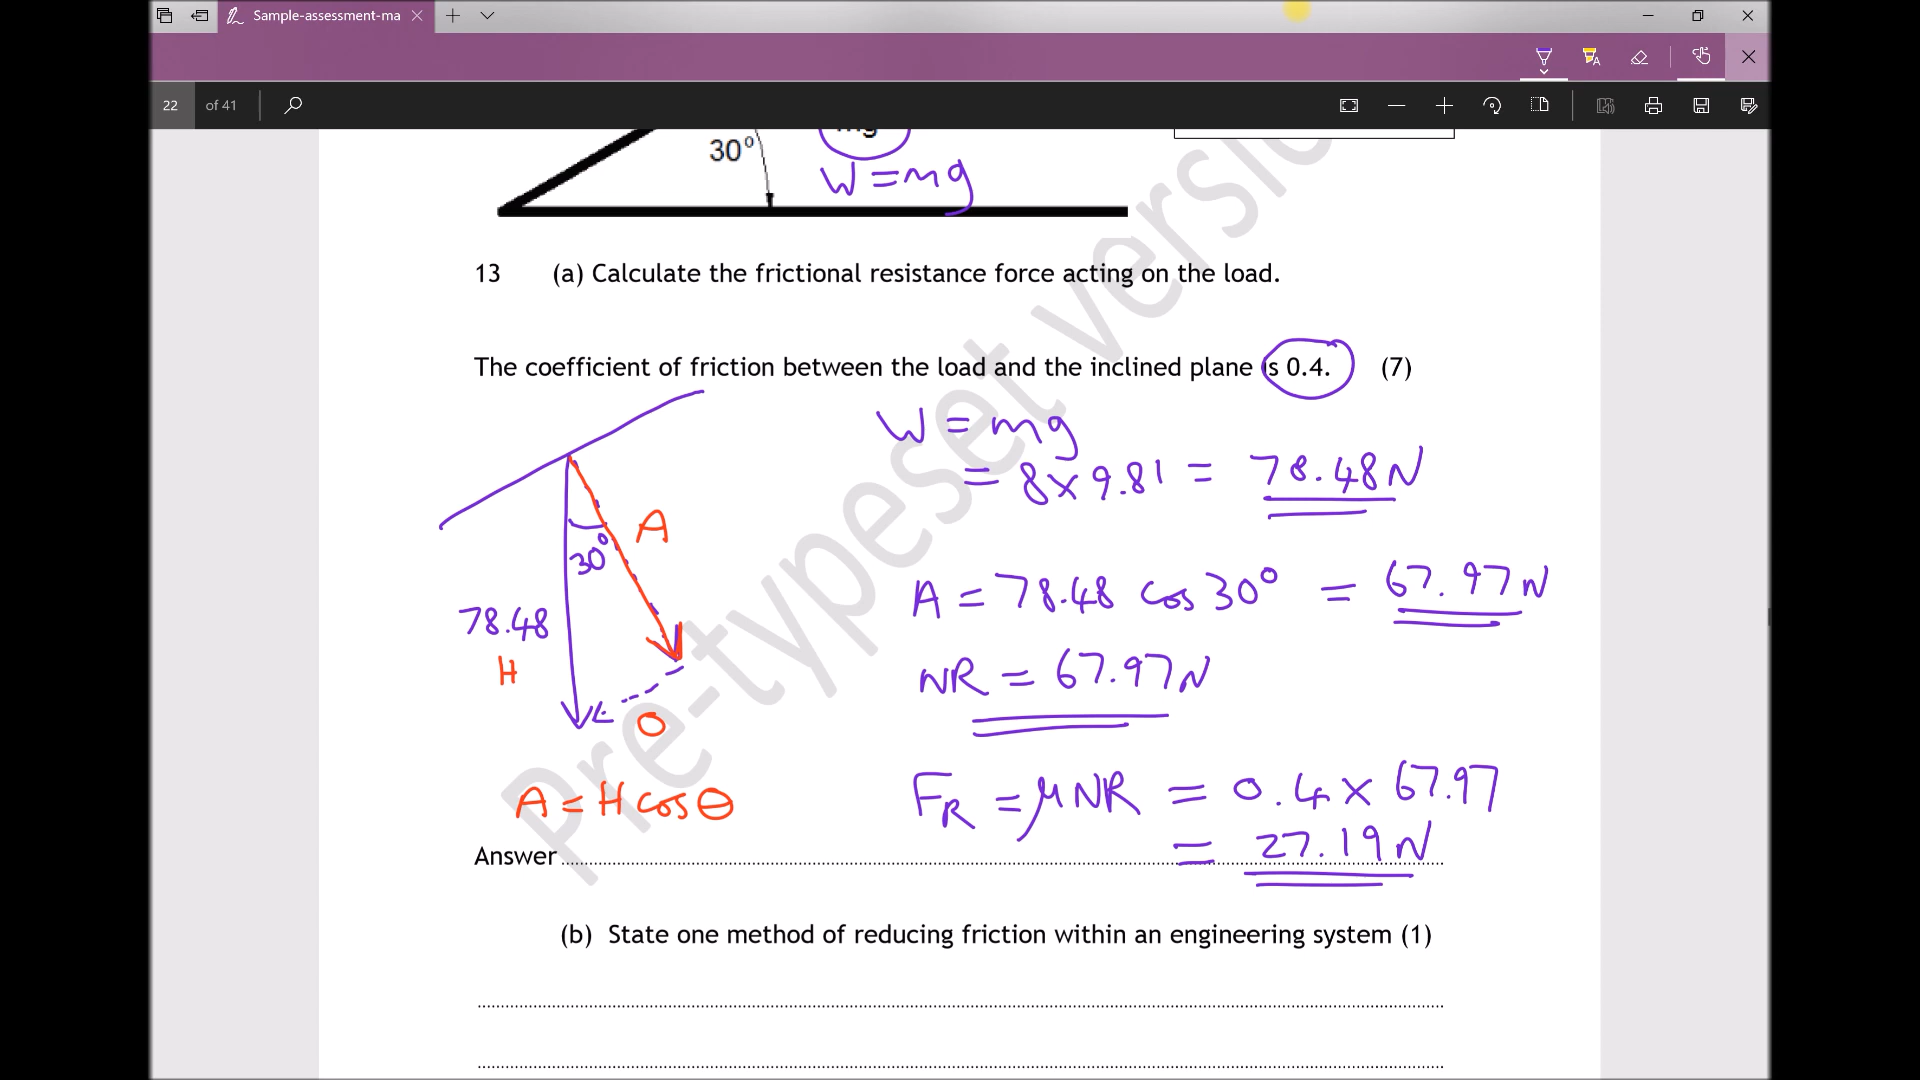 Sample-assessment-ma
22 of 41
30°
mg
W = mg
13 (a) Calculate the frictional resistance force acting on the load.
The coefficient of friction between the load and the inclined plane is 0.4. (7)
W = mg
= 8 x 9.81 = 78.48 N
A
30°
78.48
H
O
A = 78.48 cos 30° = 67.97 N
NR = 67.97 N
A = H cos θ
FR = μNR = 0.4 x 67.97
= 27.19 N
Answer
(b) State one method of reducing friction within an engineering system (1)
Pre-typeset versio